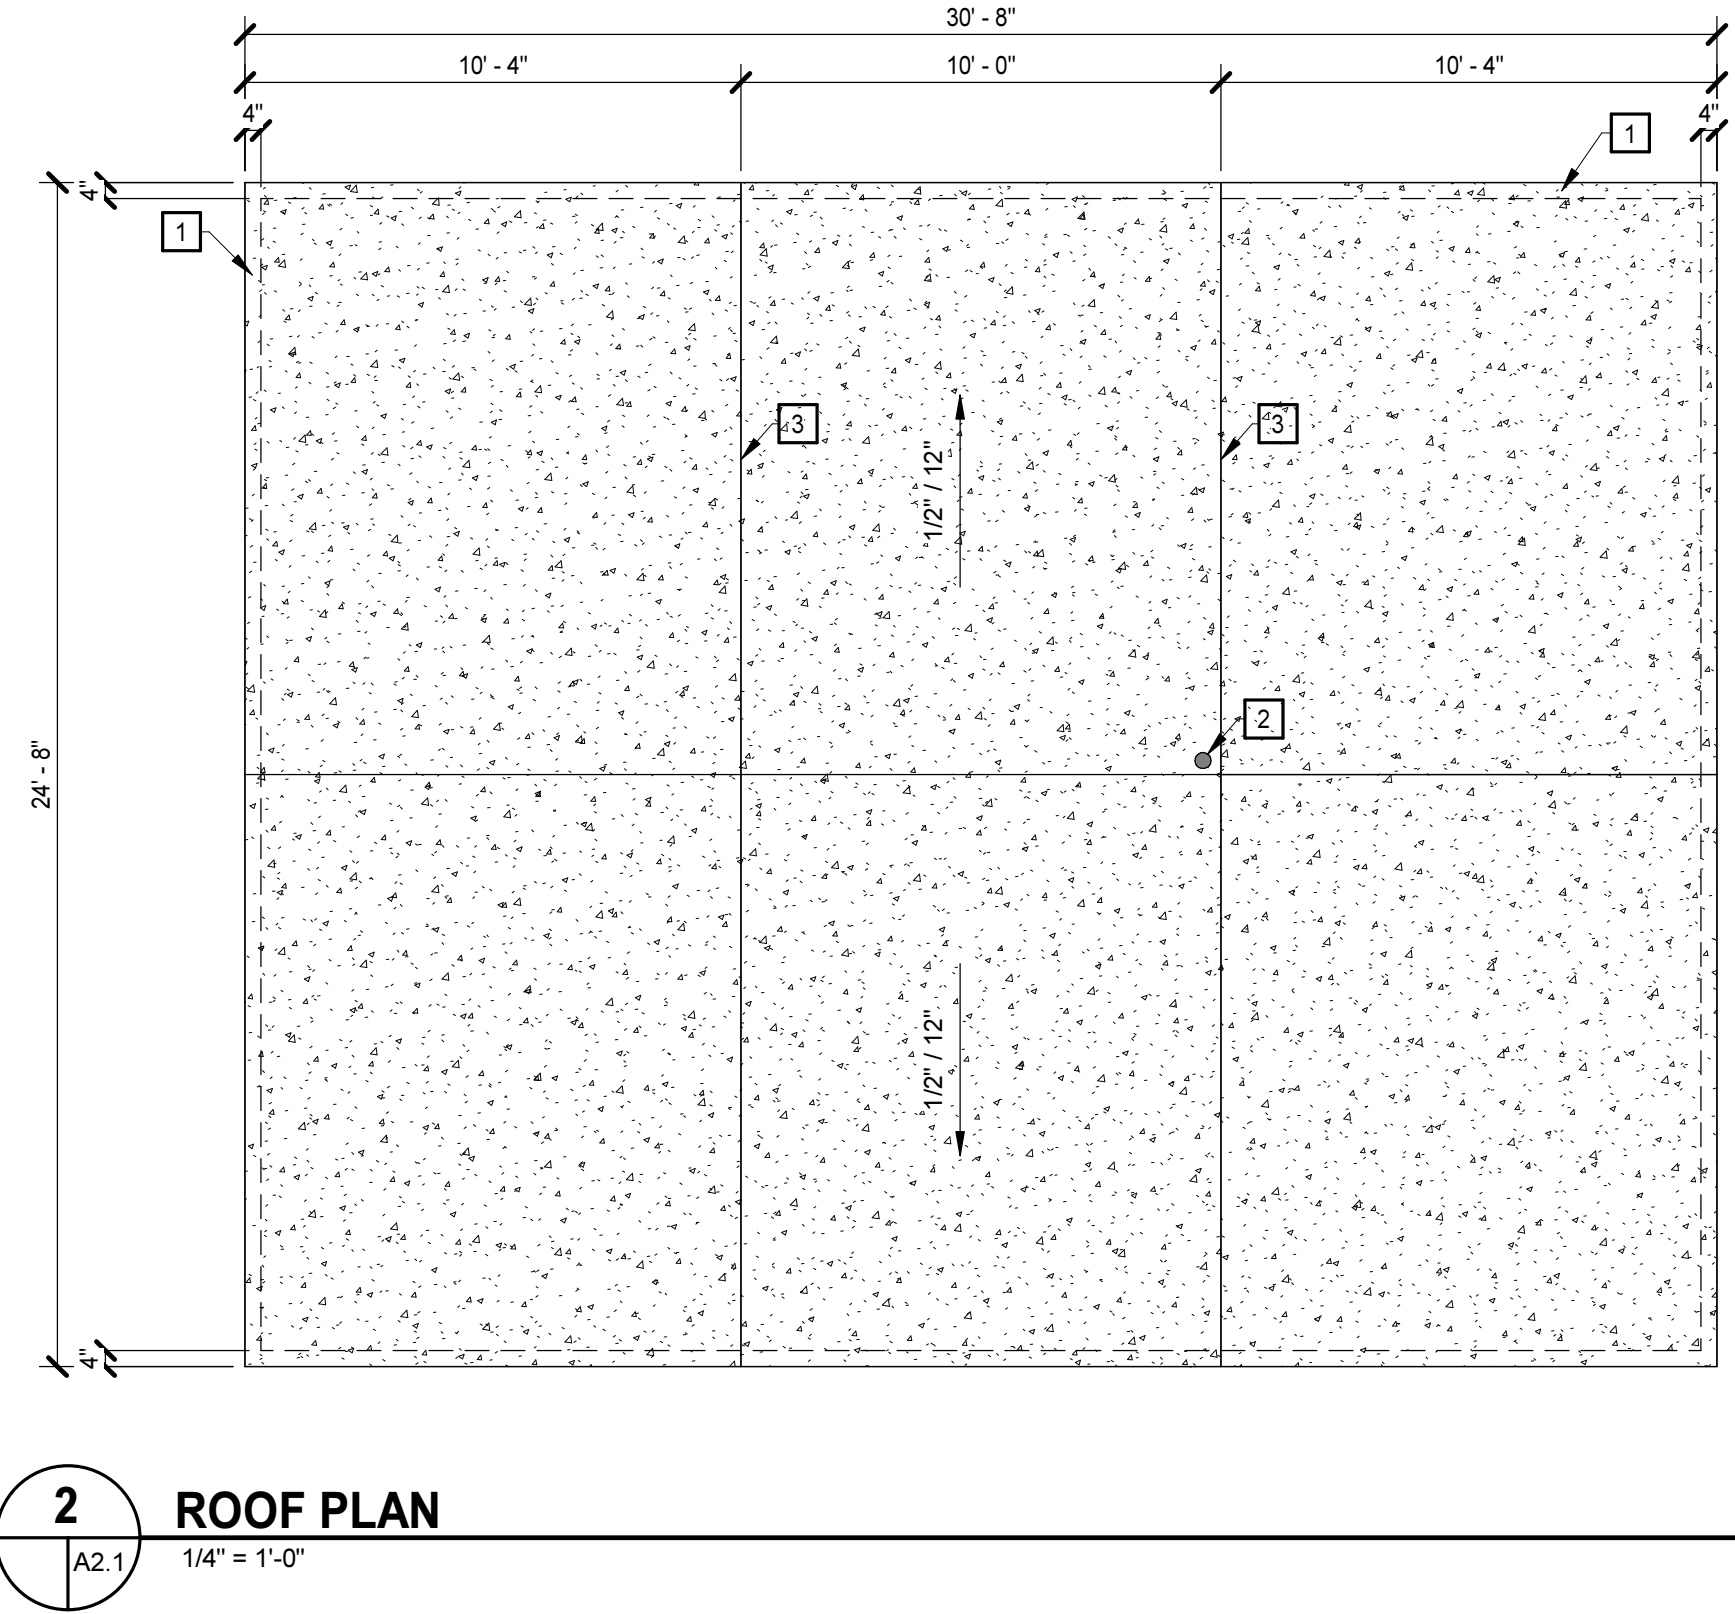 30' - 8"
10' - 4"
10' - 0"
10' - 4"
4"
4"
1
4"
1
3
3
1/2" / 12"
2
24' - 8"
1/2" / 12"
4"
2
ROOF PLAN
A2.1
1/4" = 1'-0"